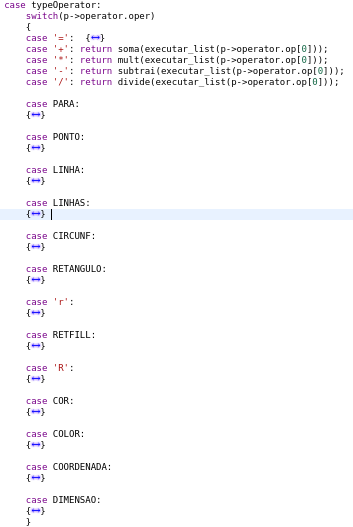 case typeOperator:
switch(p->operator.oper)
{
case '=': {↔}
case '+': return soma(executar_list(p->operator.op[0]));
case '*': return mult(executar_list(p->operator.op[0]));
case '-': return subtrai(executar_list(p->operator.op[0]));
case '/': return divide(executar_list(p->operator.op[0]));
case PARA:
{↔}
case PONTO:
{↔}
case LINHA:
{↔}
case LINHAS:
{↔}
case CIRCUNF:
{↔}
case RETANGULO:
{↔}
case 'r':
{↔}
case RETFILL:
{↔}
case 'R':
{↔}
case COR:
{↔}
case COLOR:
{↔}
case COORDENADA:
{↔}
case DIMENSAO:
{↔}
}